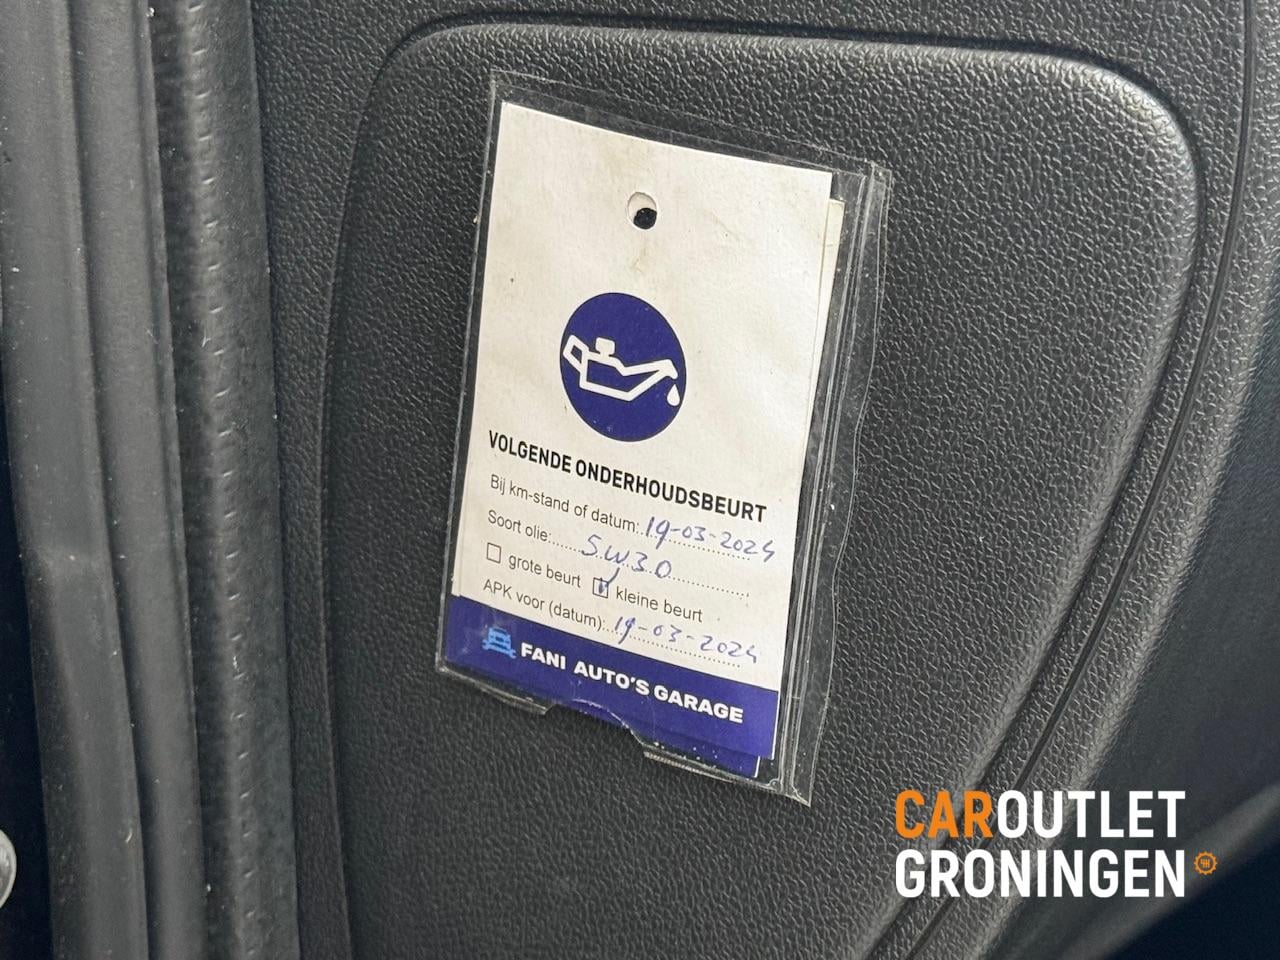 VOLGENDE ONDERHOUDSBEURT
Bij km-stand of datum: 19-03-2024
Soort olie: 5W30
grote beurt kleine beurt
APK voor (datum): 19-03-2024
FANI AUTO'S GARAGE
CAROUTLET
GRONINGEN